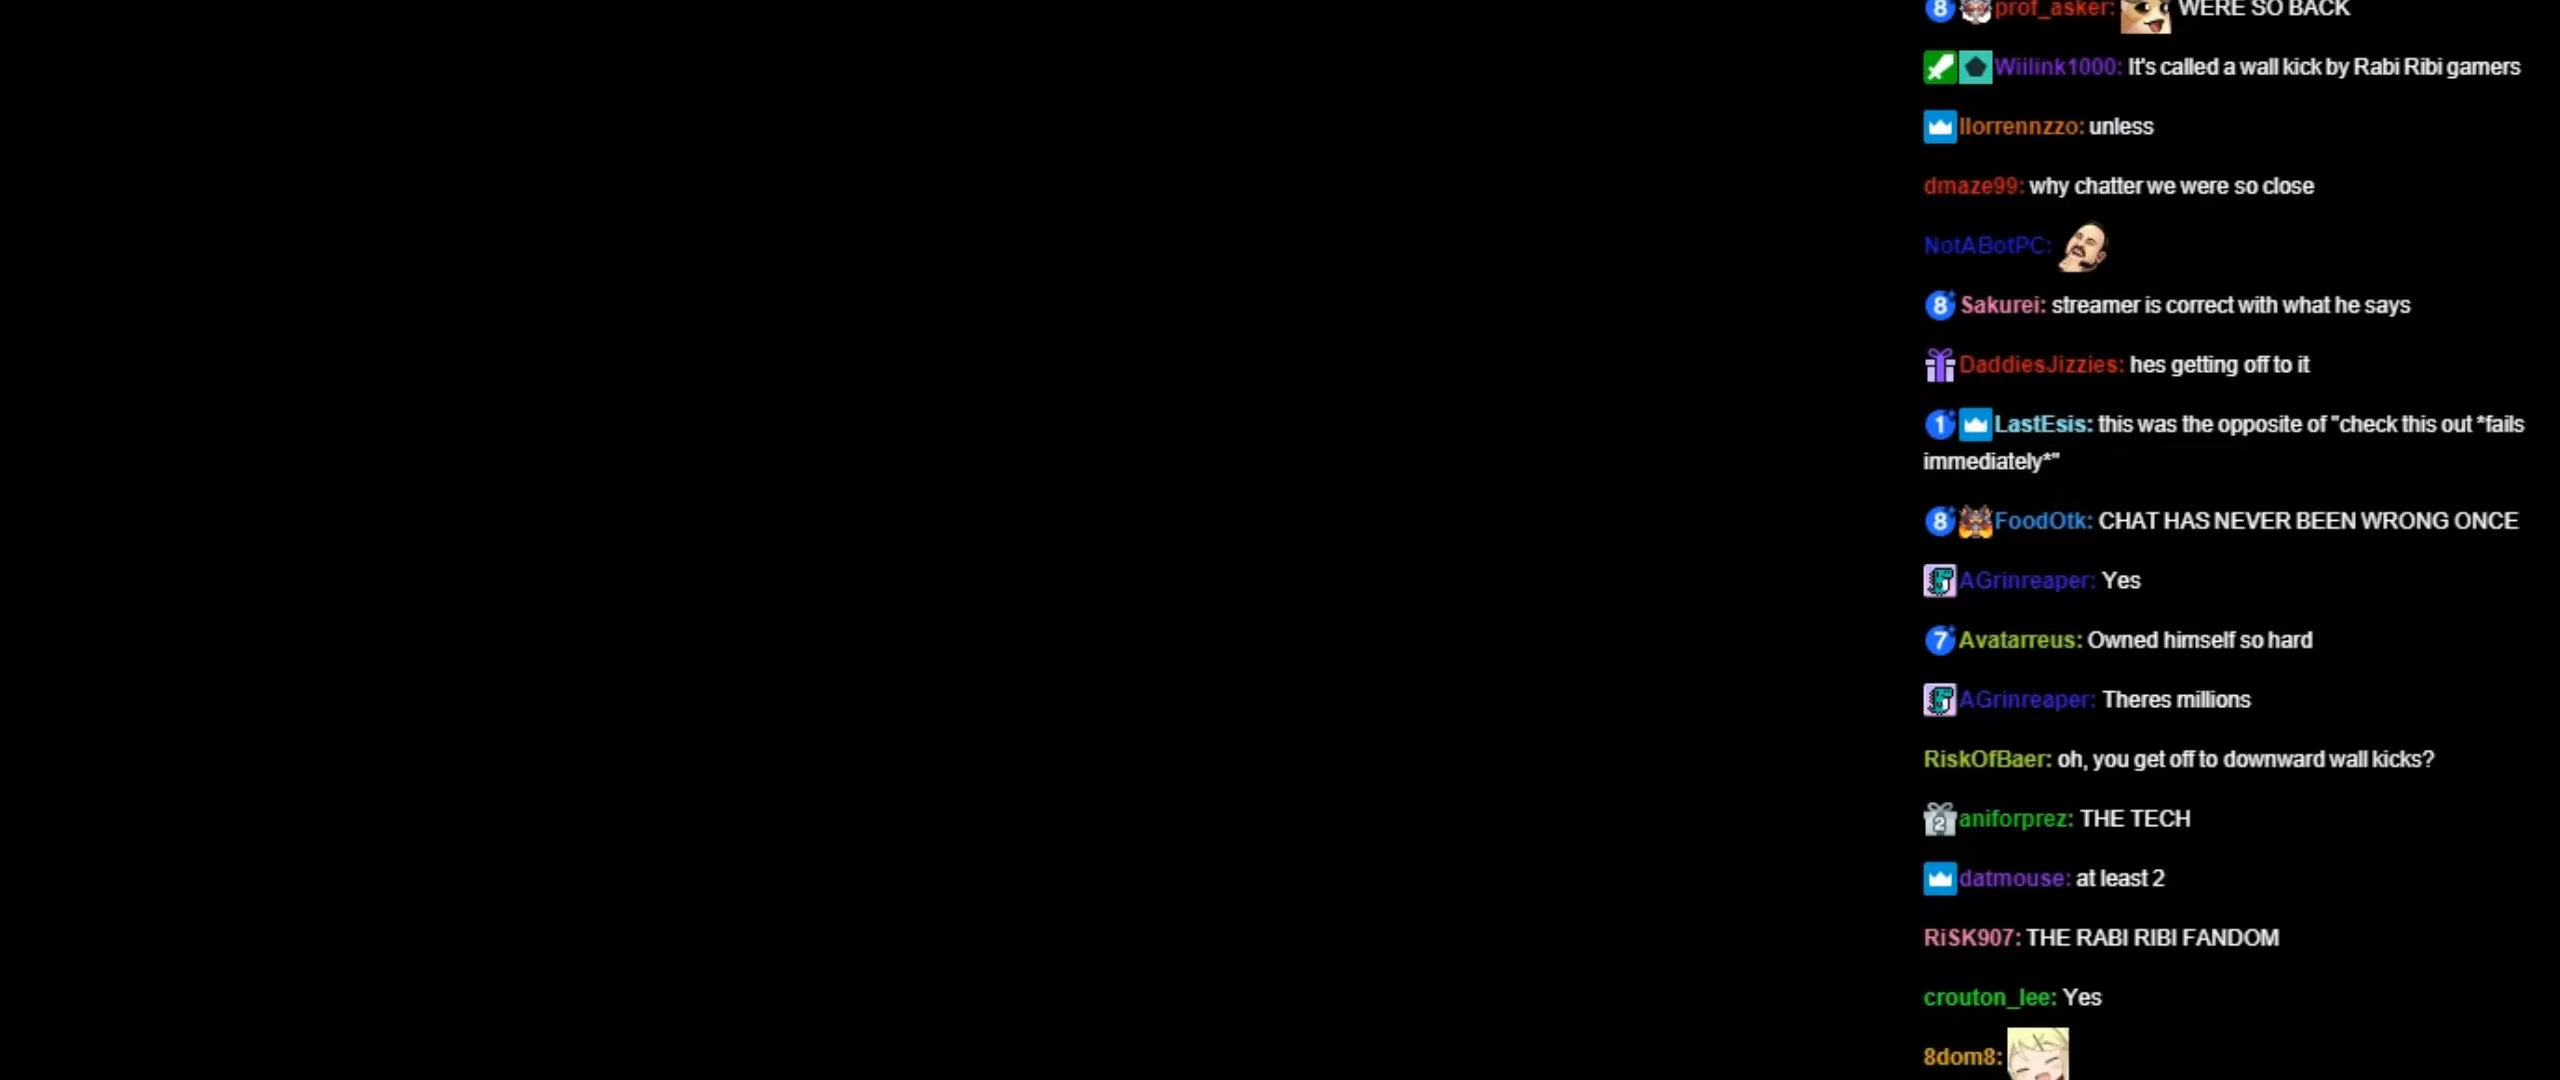 8 prof_asker: WERE SO BACK
Wiilink1000: It's called a wall kick by Rabi Ribi gamers
llorrennzzo: unless
dmaze99: why chatter we were so close
NotABotPC:
8 Sakurei: streamer is correct with what he says
DaddiesJizzies: hes getting off to it
1 LastEsis: this was the opposite of "check this out *fails
immediately*"
8 FoodOtk: CHAT HAS NEVER BEEN WRONG ONCE
AGrinreaper: Yes
7 Avatarreus: Owned himself so hard
AGrinreaper: Theres millions
RiskOfBaer: oh, you get off to downward wall kicks?
2 aniforprez: THE TECH
datmouse: at least 2
RiSK907: THE RABI RIBI FANDOM
crouton_lee: Yes
8dom8: